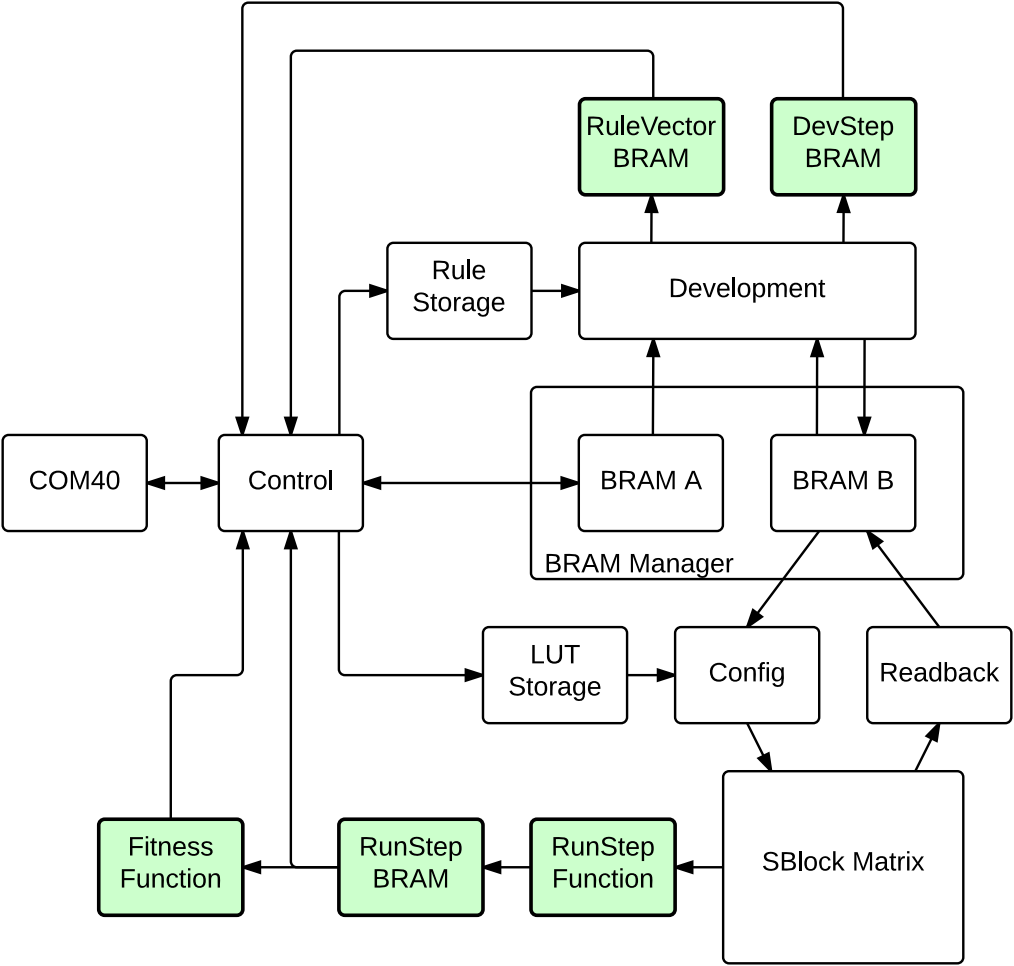 RuleVector
BRAM
DevStep
BRAM
Rule
Storage
Development
COM40
Control
BRAM A
BRAM B
BRAM Manager
LUT
Storage
Config
Readback
Fitness
Function
RunStep
BRAM
RunStep
Function
SBlock Matrix